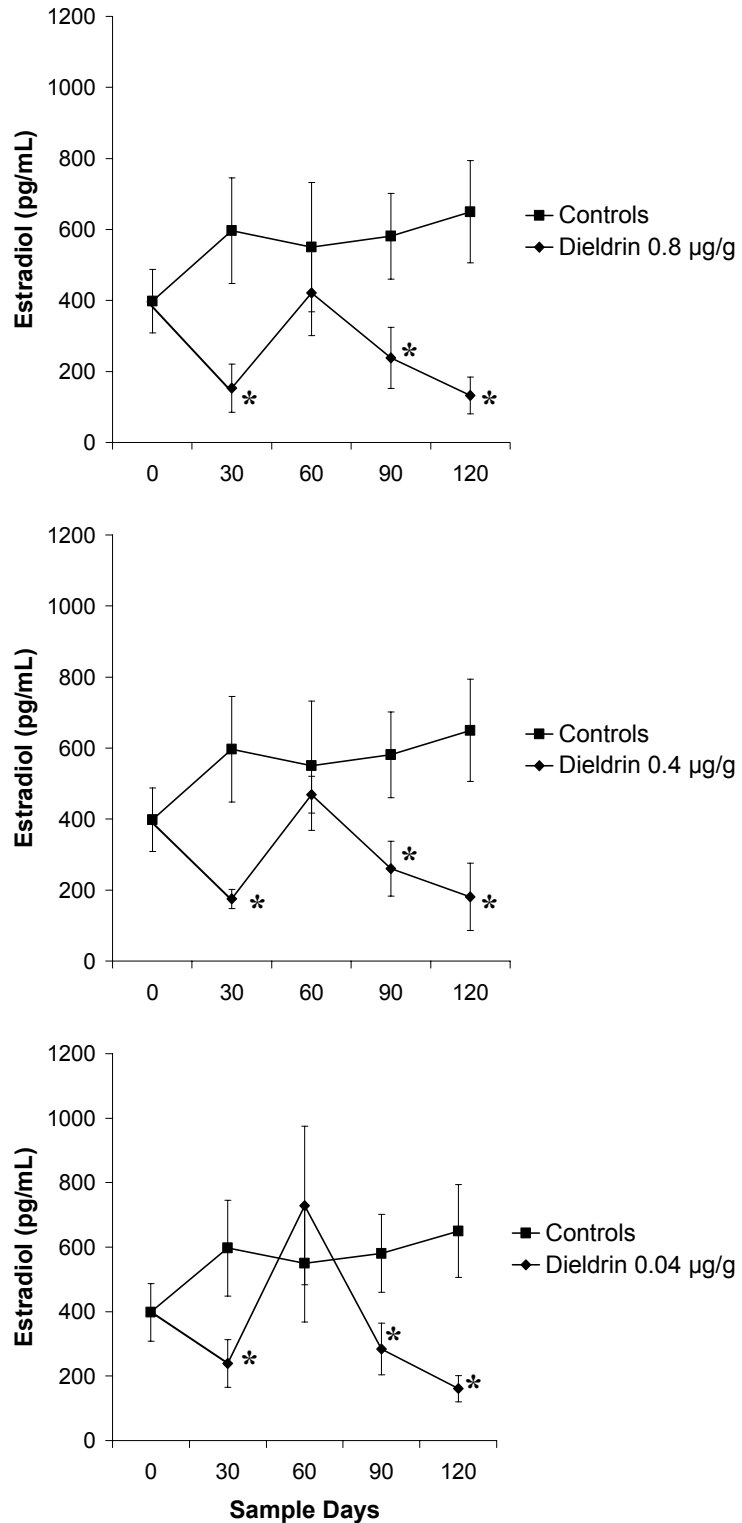 1200
1000
800
600
400
200
0
Estradiol (pg/mL)
*
*
*
0 30 60 90 120
Controls
Dieldrin 0.8 µg/g
1200
1000
800
600
400
200
0
Estradiol (pg/mL)
*
*
*
0 30 60 90 120
Controls
Dieldrin 0.4 µg/g
1200
1000
800
600
400
200
0
Estradiol (pg/mL)
*
*
*
0 30 60 90 120
Sample Days
Controls
Dieldrin 0.04 µg/g